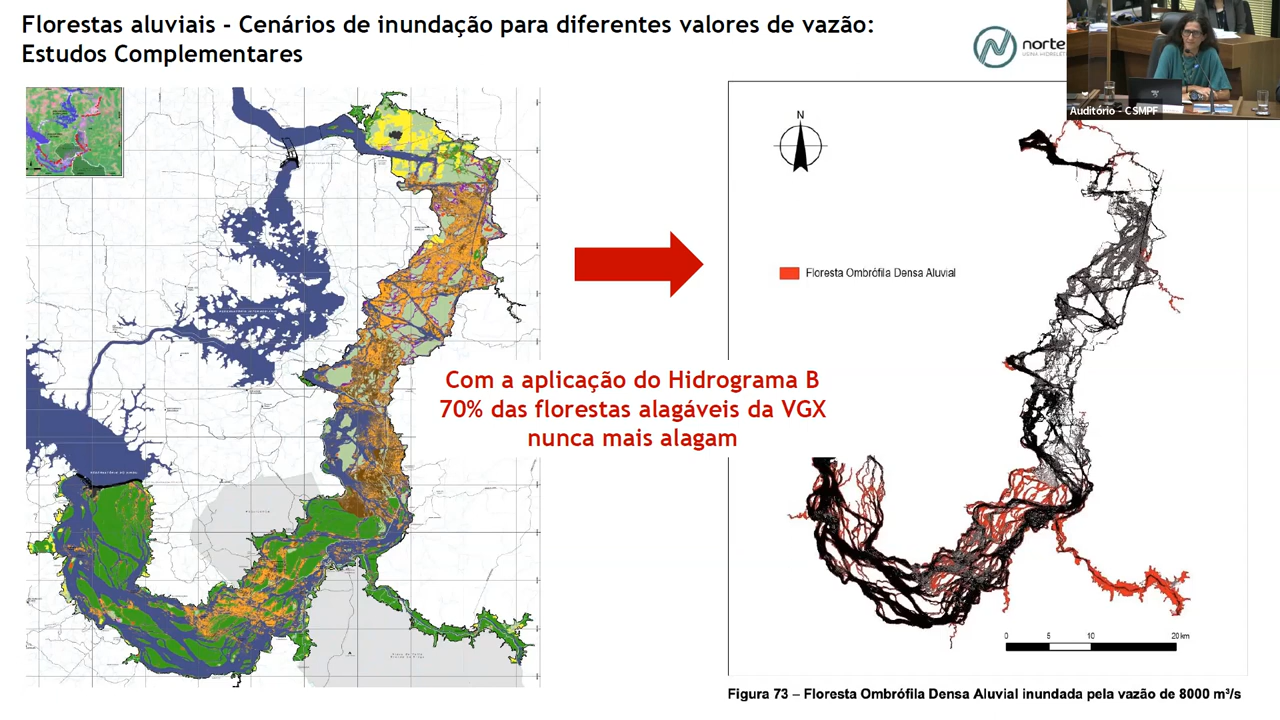 Florestas aluviais - Cenários de inundação para diferentes valores de vazão:
Estudos Complementares
norte
USINA HIDRELÉT
Auditório - CSMPF
N
Floresta Ombrófila Densa Aluvial
Com a aplicação do Hidrograma B
70% das florestas alagáveis da VGX
nunca mais alagam
0 5 10 20 km
Figura 73 – Floresta Ombrófila Densa Aluvial inundada pela vazão de 8000 m³/s